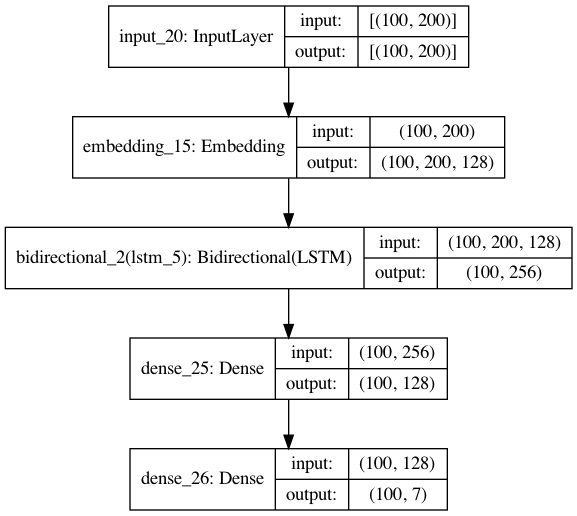 input_20: InputLayer
input: [(100, 200)]
output: [(100, 200)]
embedding_15: Embedding
input: (100, 200)
output: (100, 200, 128)
bidirectional_2(lstm_5): Bidirectional(LSTM)
input: (100, 200, 128)
output: (100, 256)
dense_25: Dense
input: (100, 256)
output: (100, 128)
dense_26: Dense
input: (100, 128)
output: (100, 7)